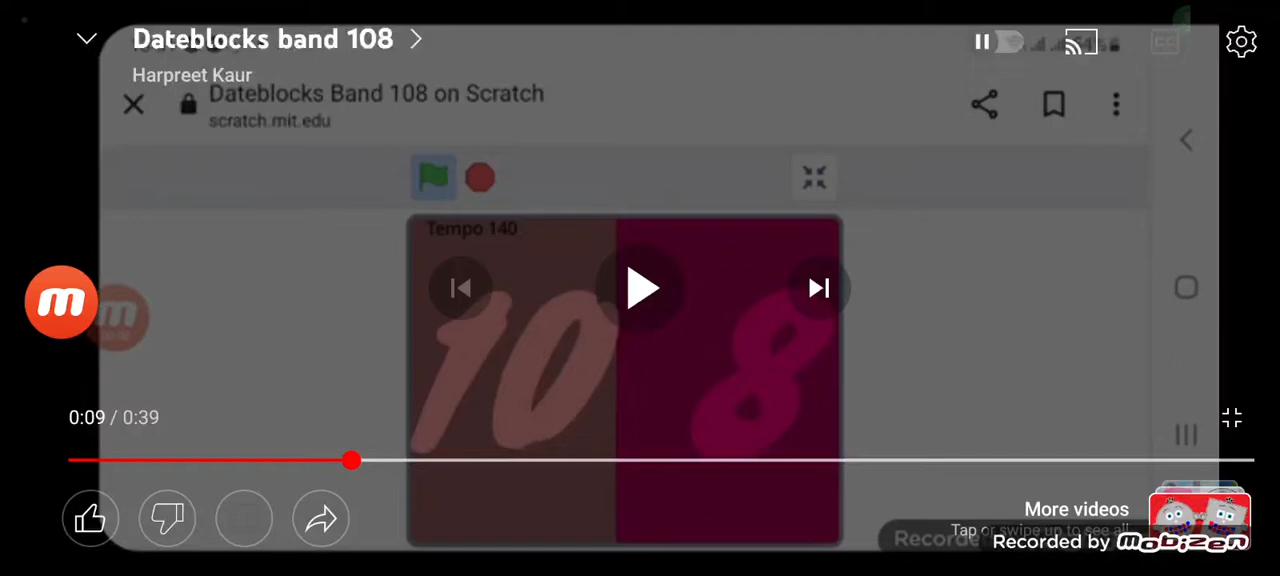 Dateblocks band 108
Harpreet Kaur
Dateblocks Band 108 on Scratch
scratch.mit.edu
Tempo 140
10 8
0:09 / 0:39
More videos
Tap or swipe up to see all
Recorded by mobizen